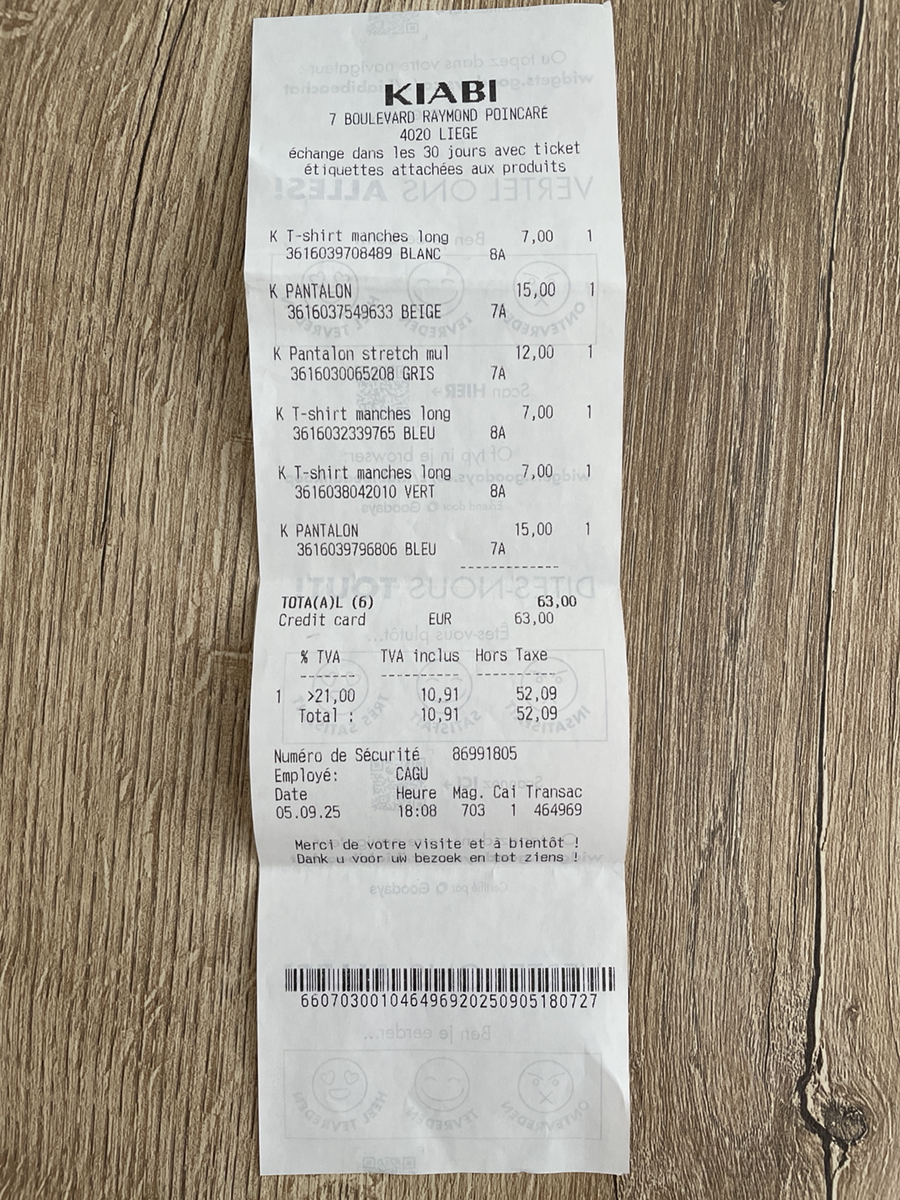 KIABI
7 BOULEVARD RAYMOND POINCARÉ
4020 LIEGE
échange dans les 30 jours avec ticket
étiquettes attachées aux produits
K T-shirt manches long 7,00 1
3616039708489 BLANC 8A
K PANTALON 15,00 1
3616037549633 BEIGE 7A
K Pantalon stretch mul 12,00 1
3616030065208 GRIS 7A
K T-shirt manches long 7,00 1
3616032339765 BLEU 8A
K T-shirt manches long 7,00 1
3616038042010 VERT 8A
K PANTALON 15,00 1
3616039796806 BLEU 7A
------------
TOTA(A)L (6) 63,00
Credit card EUR 63,00
% TVA TVA inclus Hors Taxe
------- ---------- ----------
1 >21,00 10,91 52,09
Total : 10,91 52,09
Numéro de Sécurité 86991805
Employé: CAGU
Date Heure Mag. Cai Transac
05.09.25 18:08 703 1 464969
Merci de votre visite et à bientôt !
Dank u voor uw bezoek en tot ziens !
660703001046496920250905180727